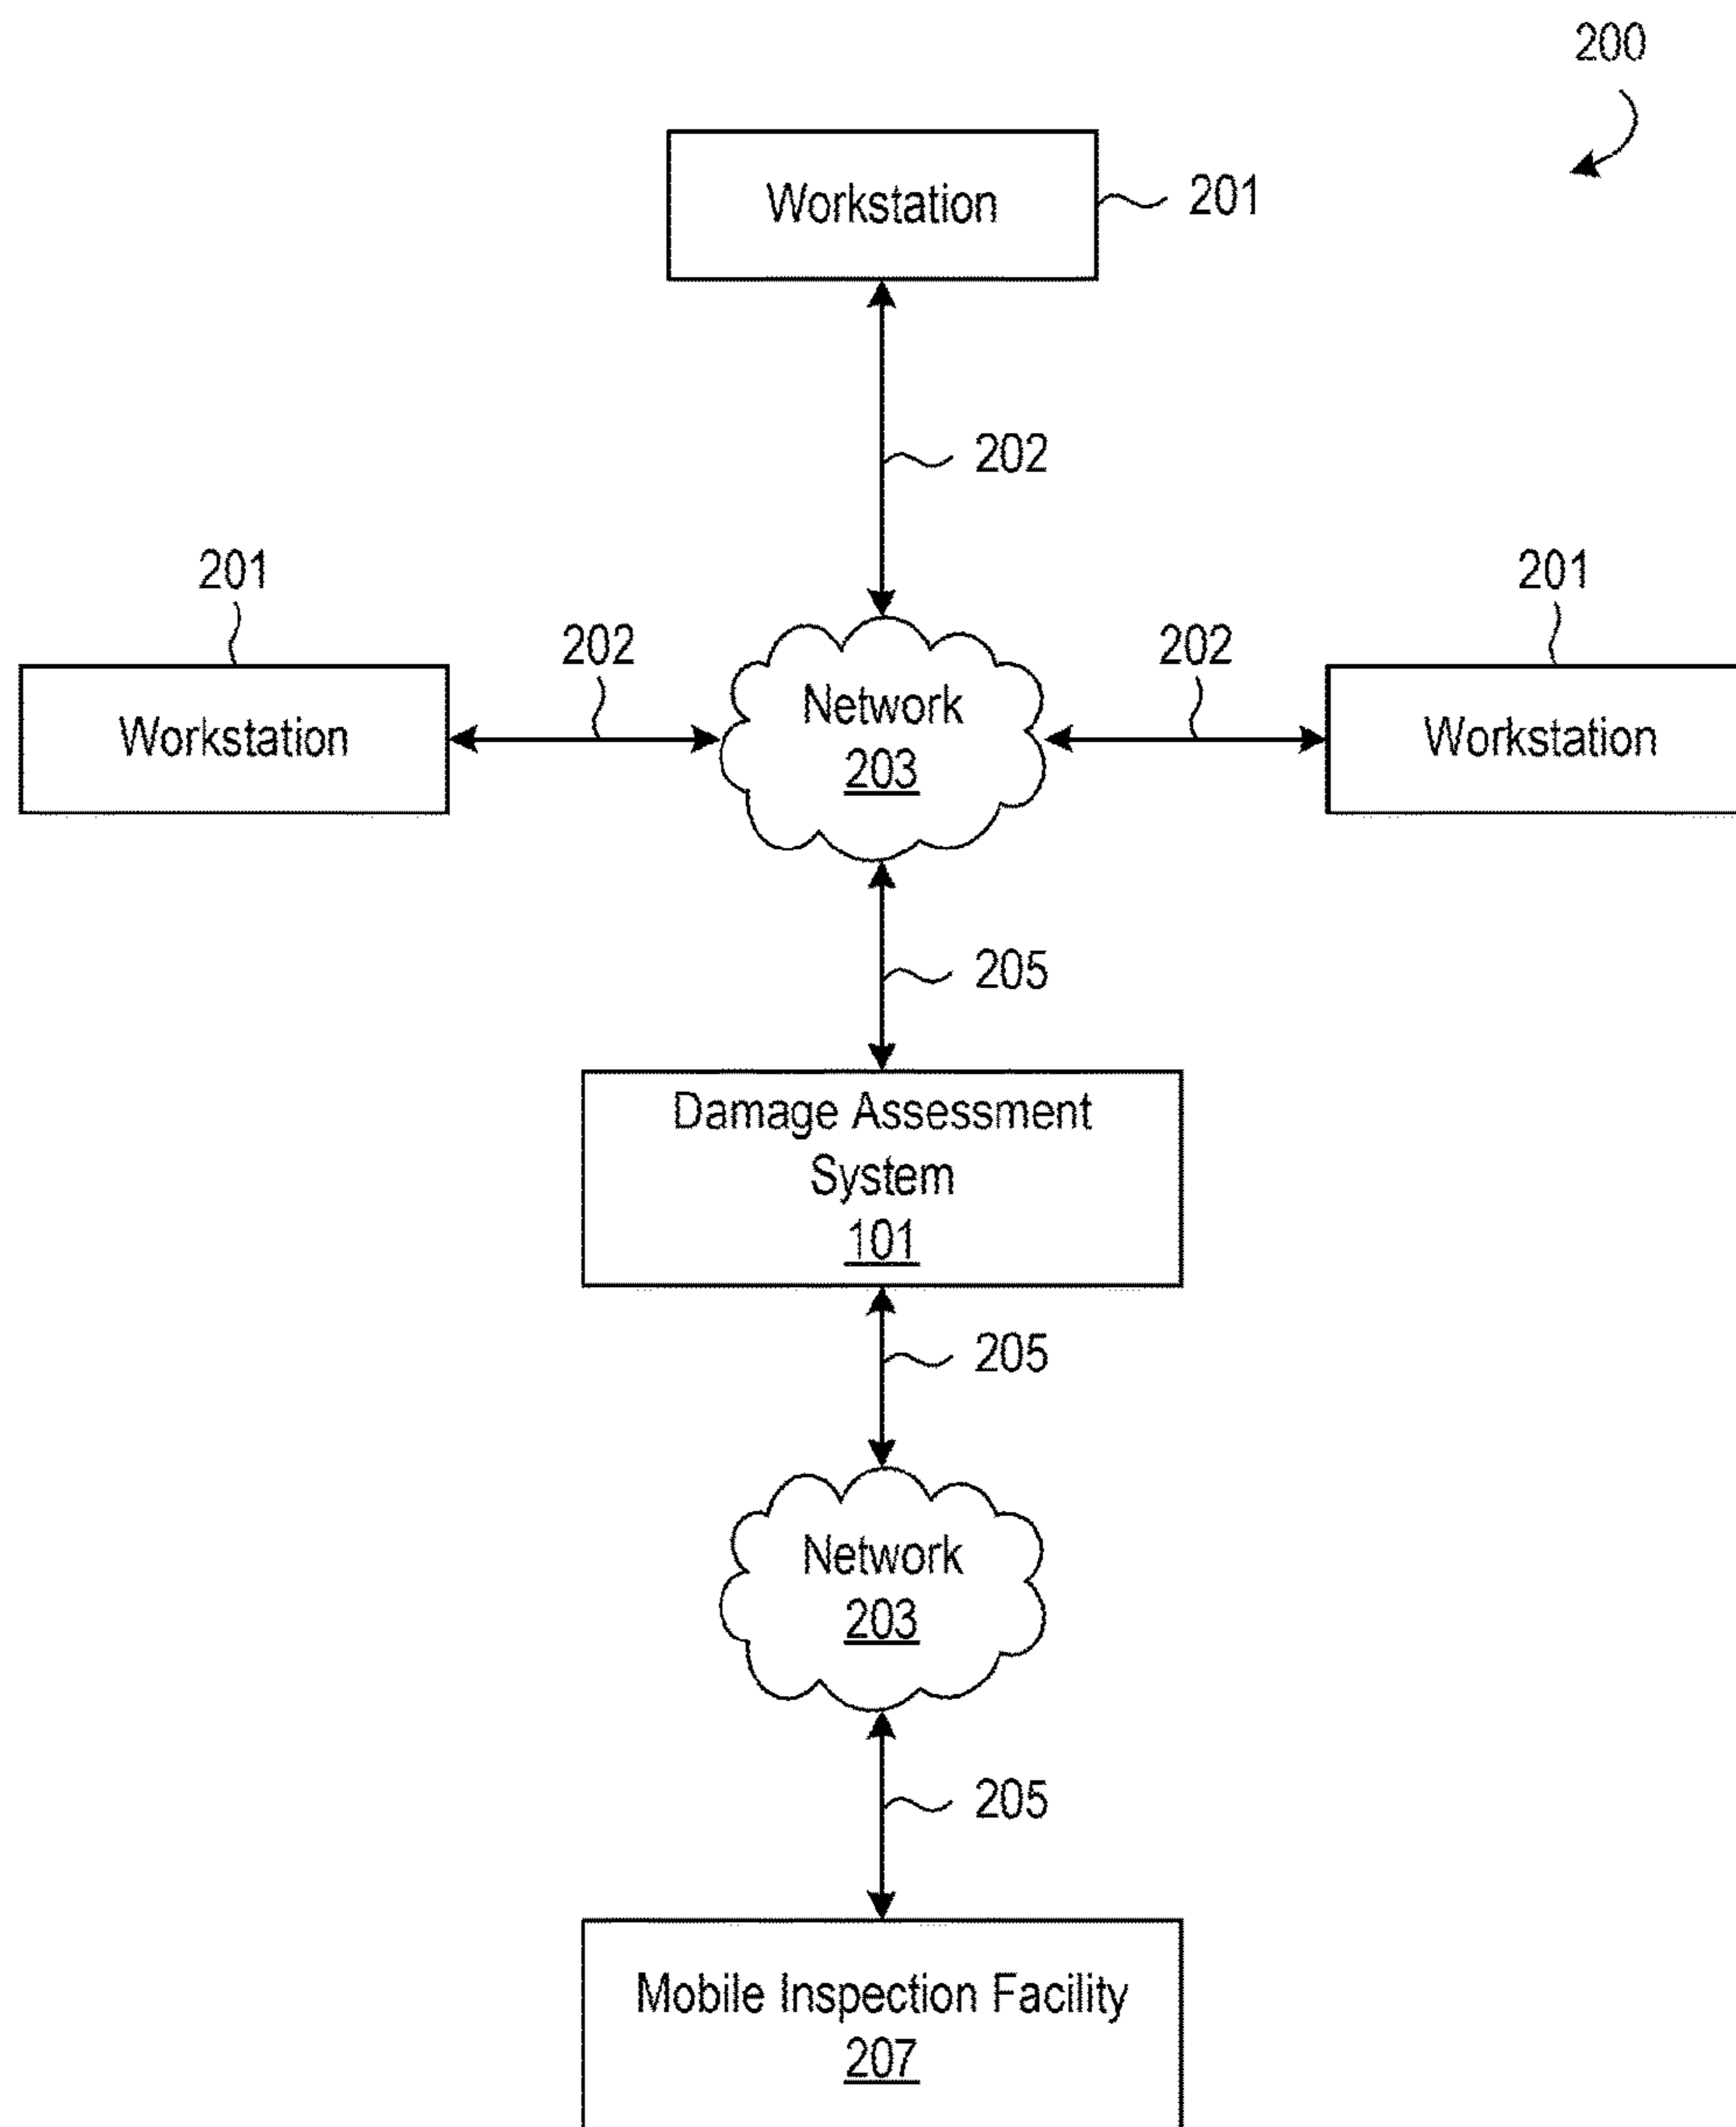 200
Workstation
201
202
201
202
202
201
Workstation
Network
203
Workstation
205
Damage Assessment
System
101
205
Network
203
205
Mobile Inspection Facility
207